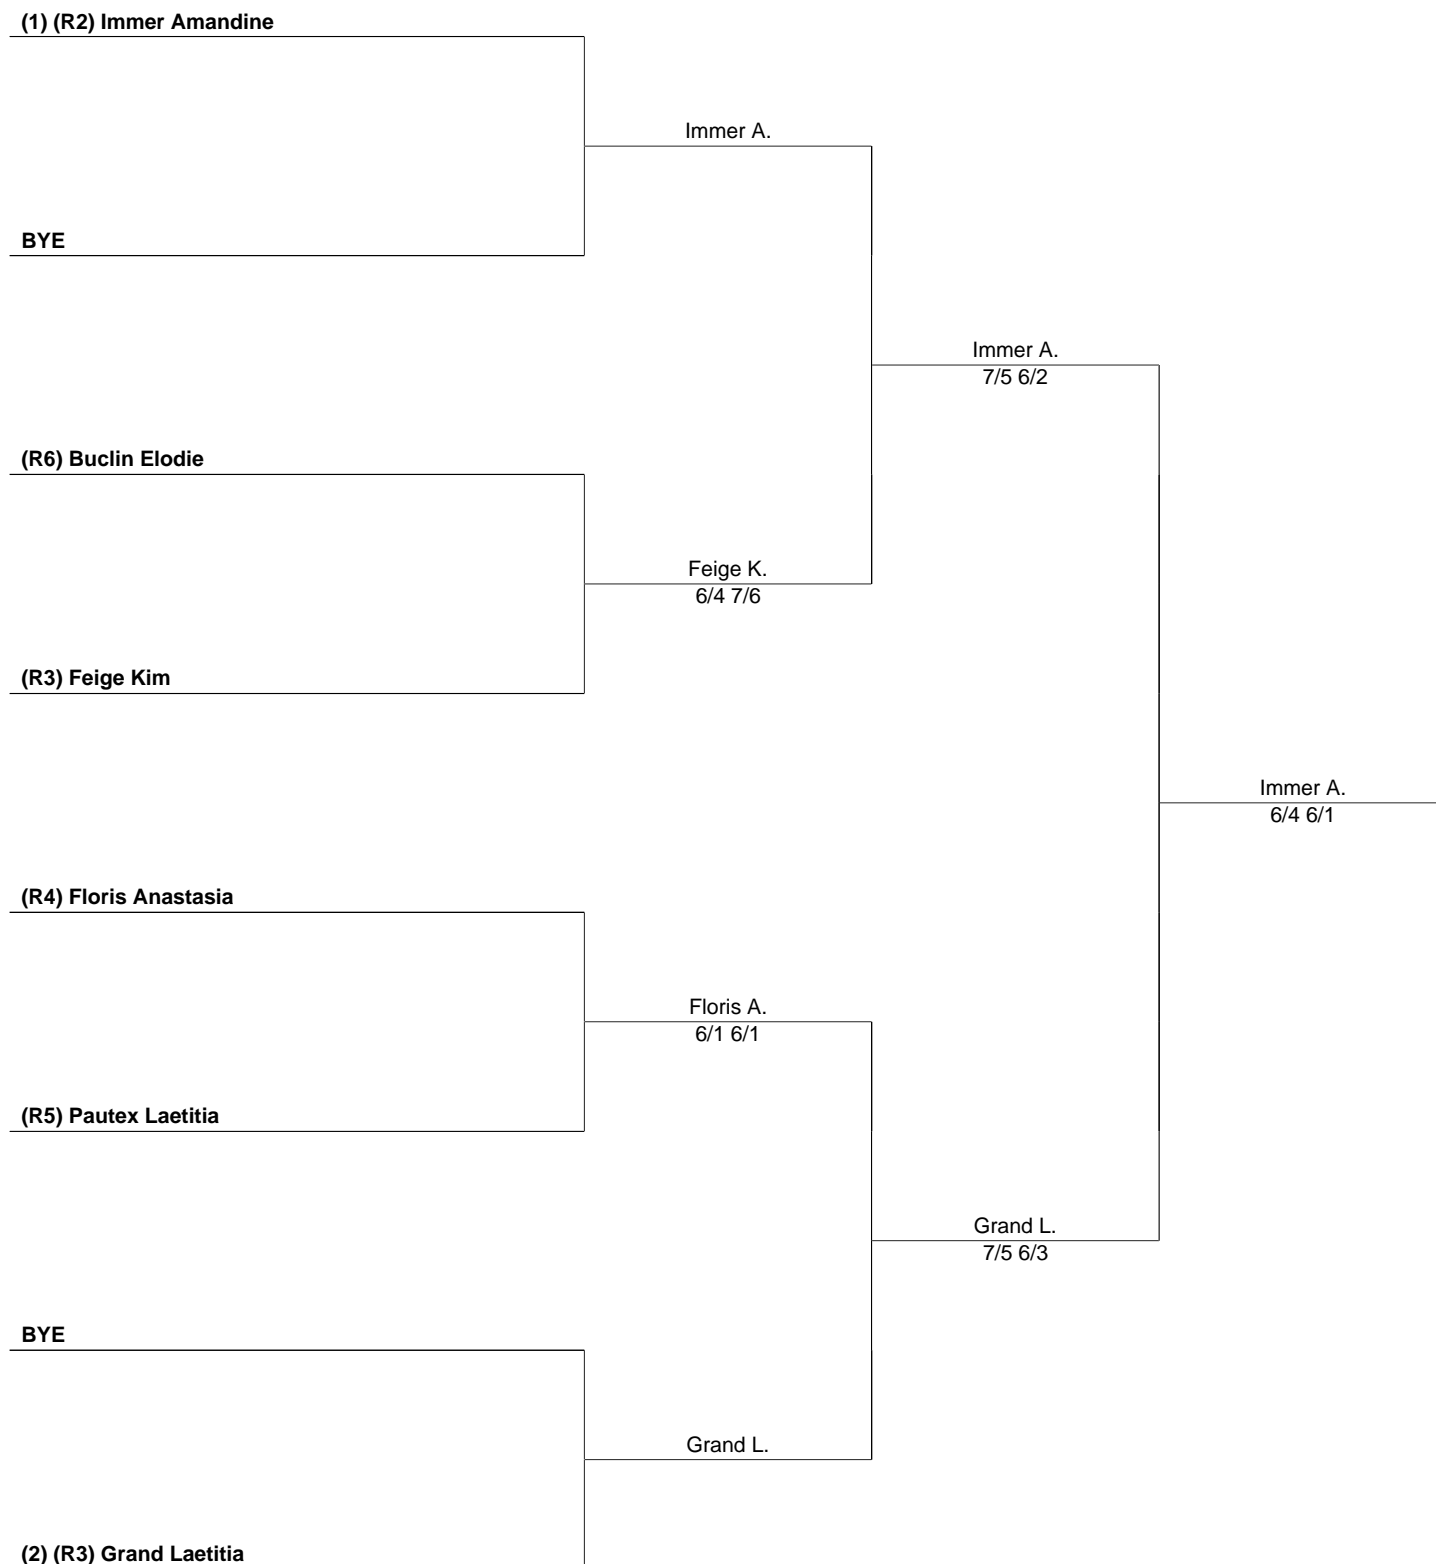 (1) (R2) Immer Amandine
Immer A.
BYE
Immer A.
7/5 6/2
(R6) Buclin Elodie
Feige K.
6/4 7/6
(R3) Feige Kim
Immer A.
6/4 6/1
(R4) Floris Anastasia
Floris A.
6/1 6/1
(R5) Pautex Laetitia
Grand L.
7/5 6/3
BYE
Grand L.
(2) (R3) Grand Laetitia